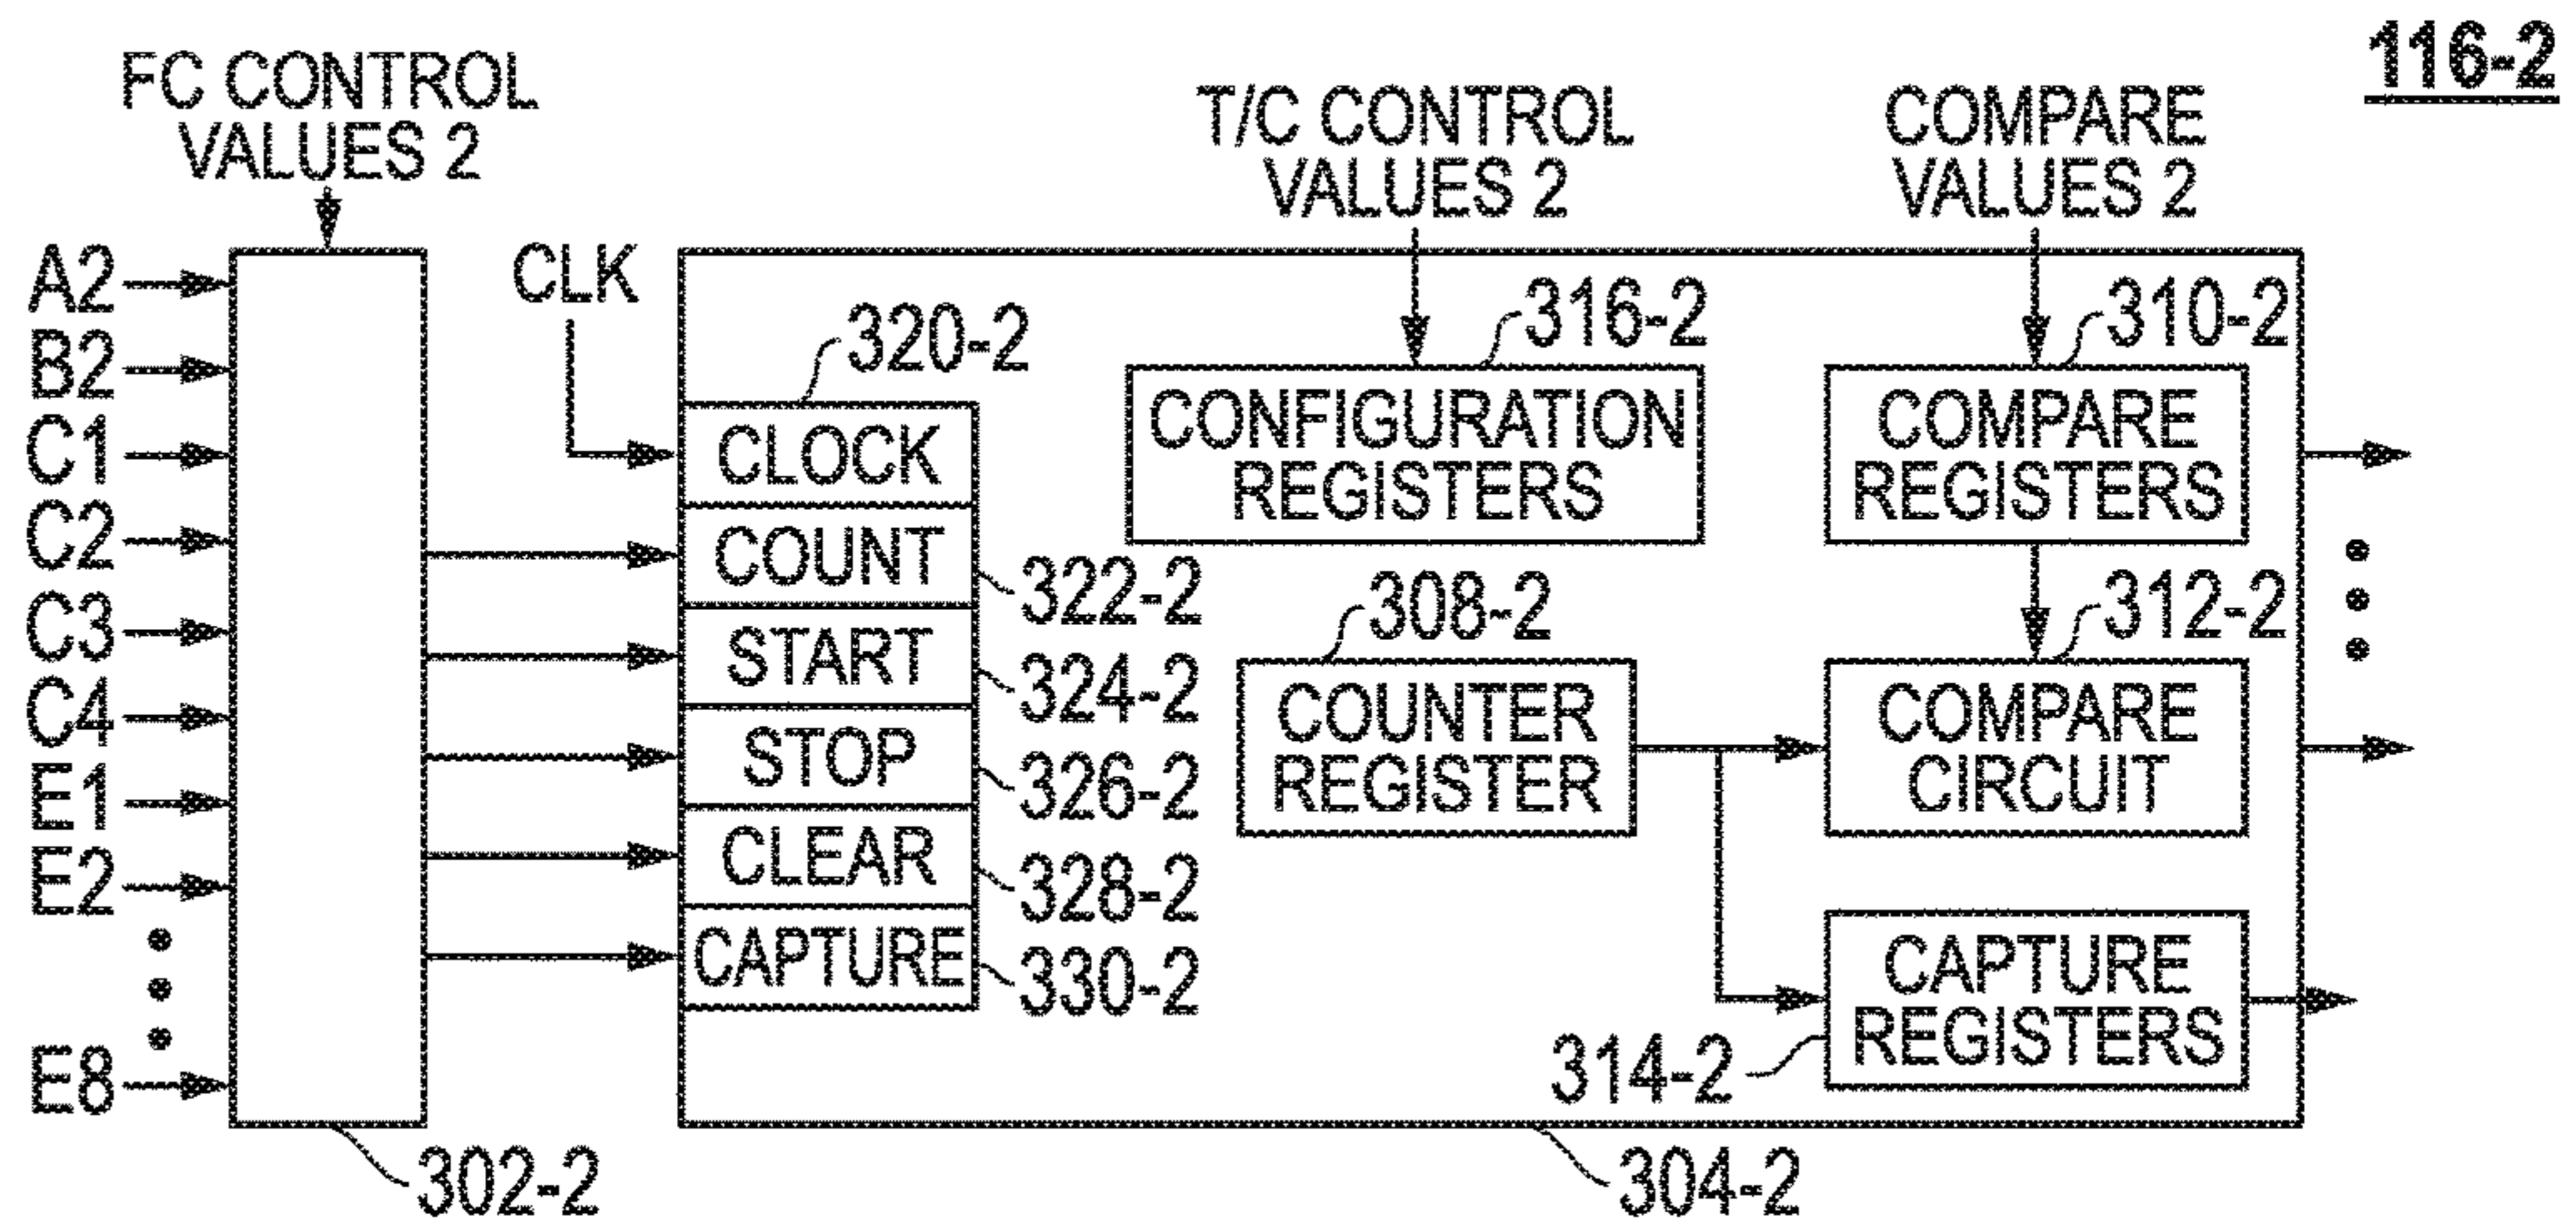 116-2
FC CONTROL
VALUES 2
T/C CONTROL
VALUES 2
COMPARE
VALUES 2
A2
B2
C1
C2
C3
C4
E1
E2
E8
302-2
CLK
320-2
CLOCK
COUNT
322-2
START
324-2
STOP
326-2
CLEAR
328-2
CAPTURE
330-2
316-2
CONFIGURATION
REGISTERS
310-2
COMPARE
REGISTERS
308-2
COUNTER
REGISTER
312-2
COMPARE
CIRCUIT
314-2
CAPTURE
REGISTERS
304-2